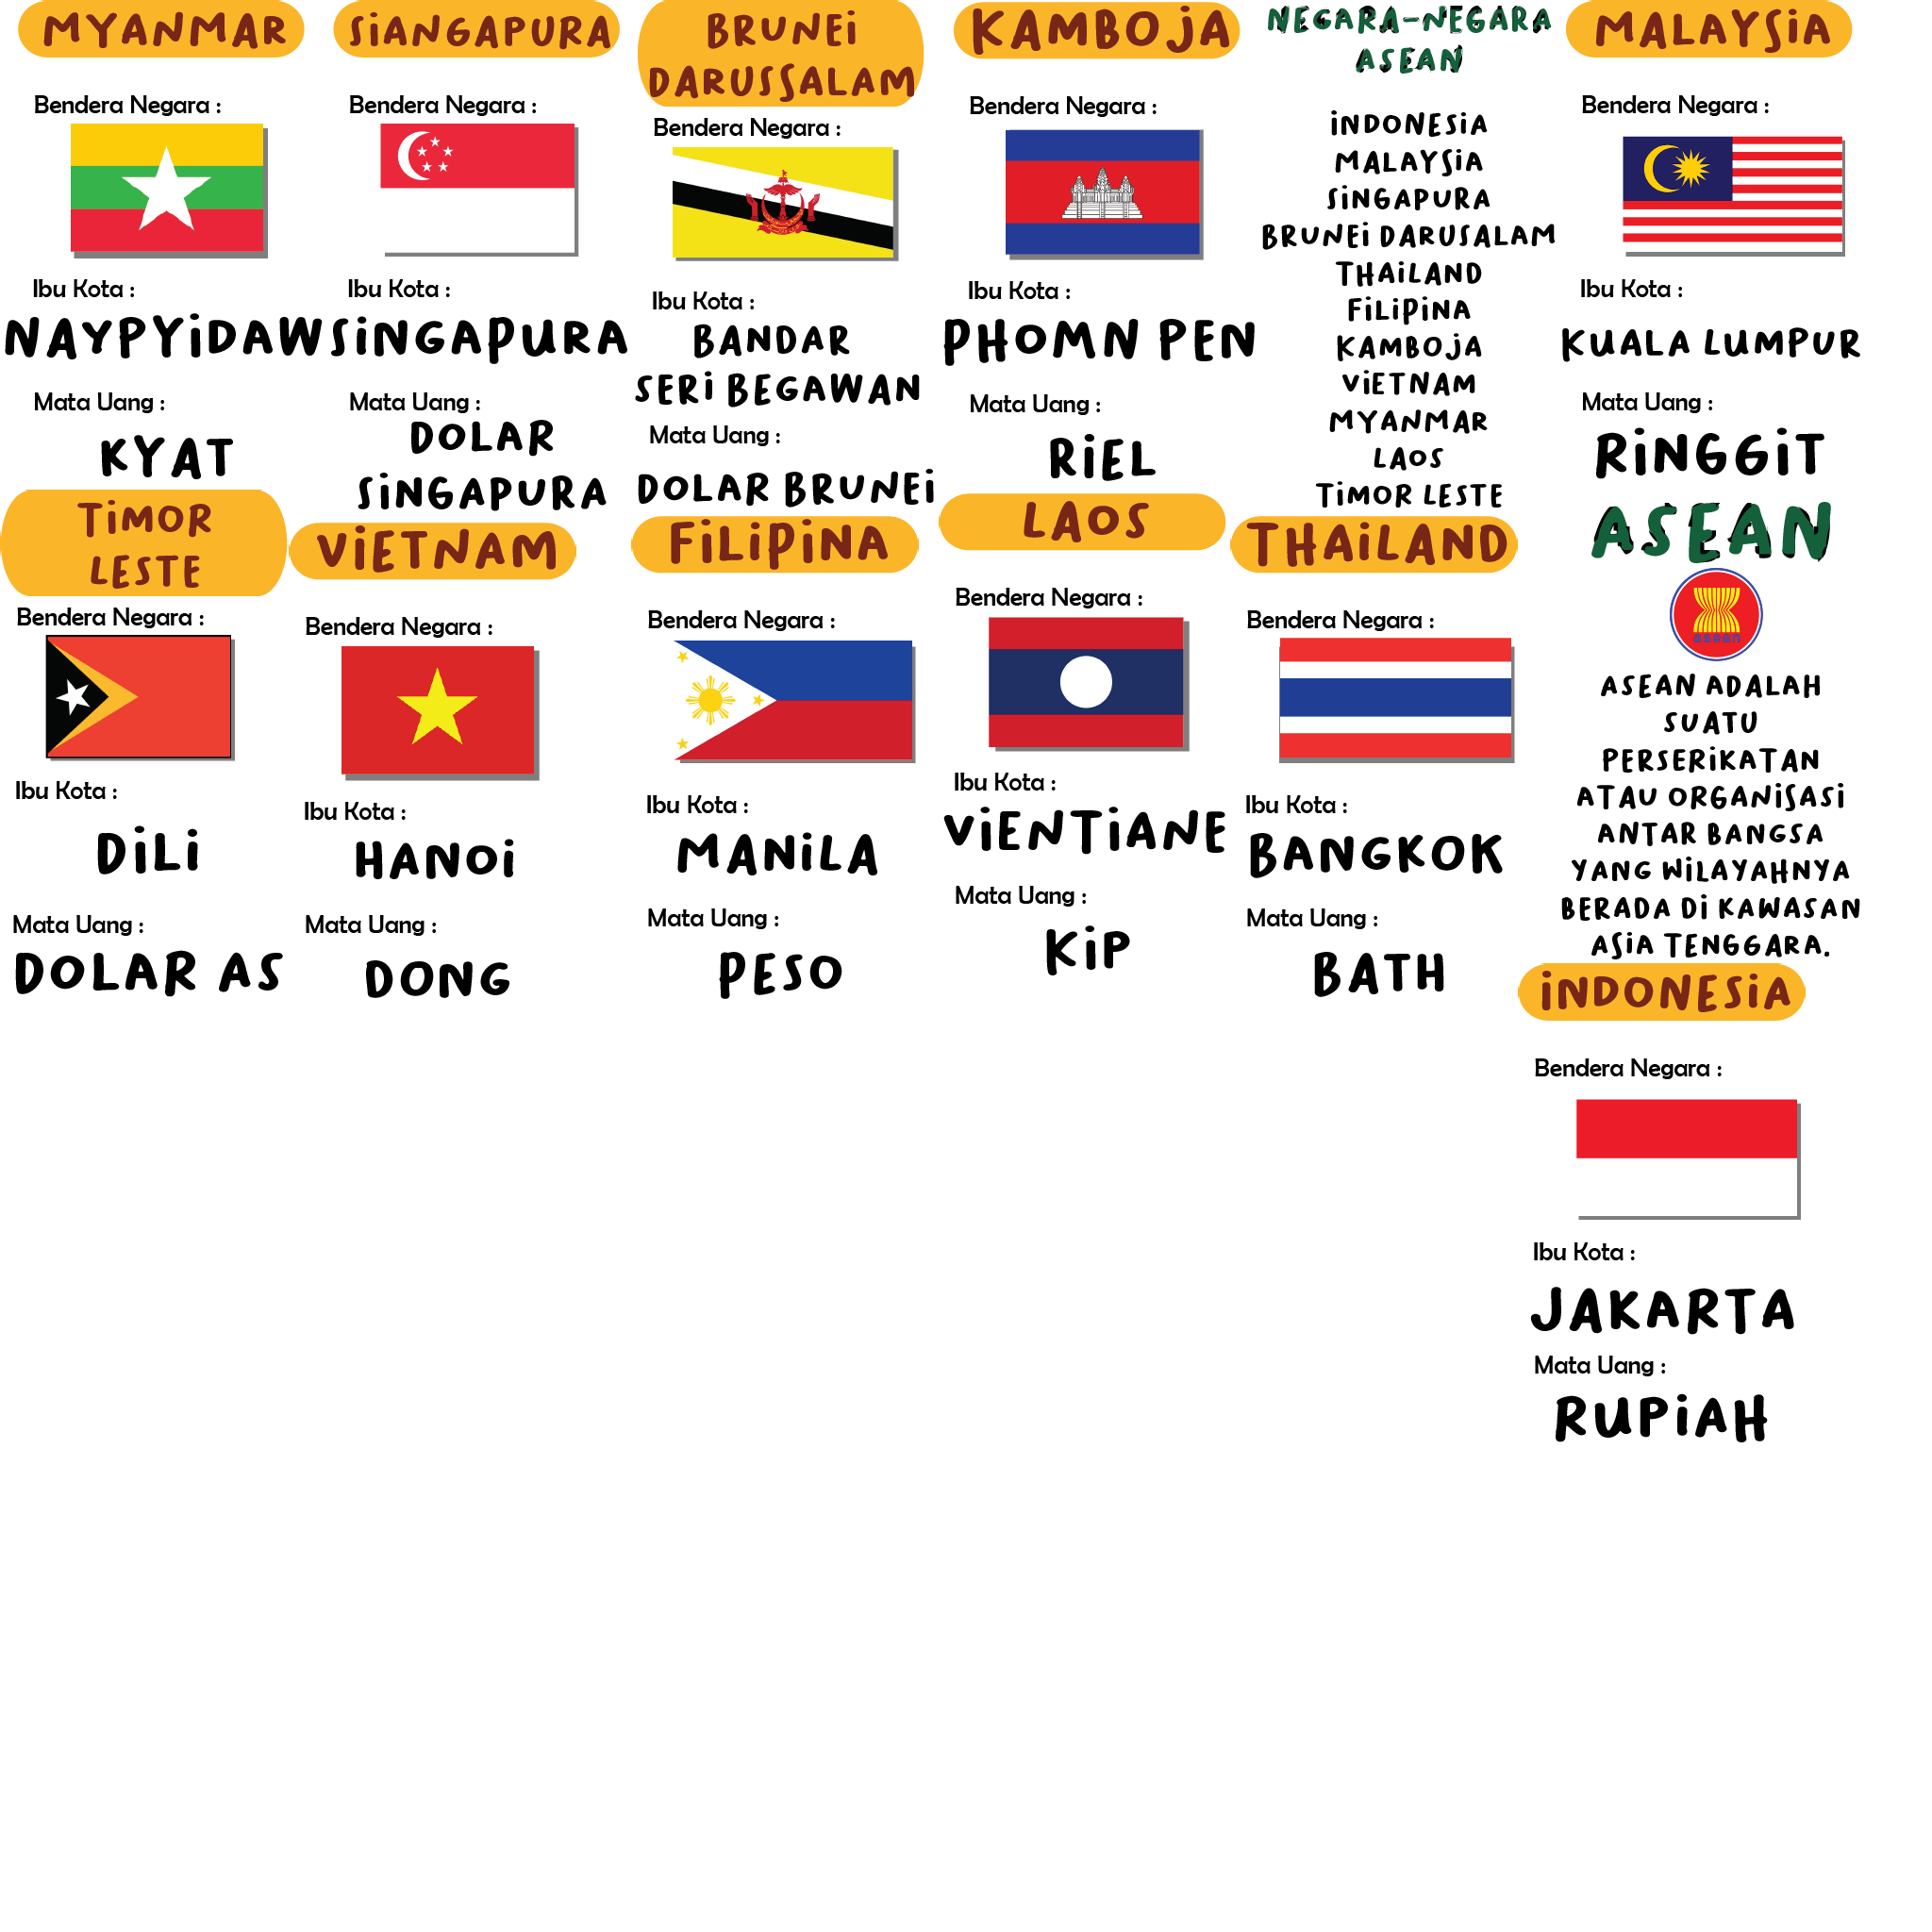 MYANMAR
Bendera Negara :
Ibu Kota :
NAYPYiDAW
Mata Uang :
KYAT
SiANGAPURA
Bendera Negara :
Ibu Kota :
SiNGAPURA
Mata Uang :
DOLAR
SiNGAPURA
BRUNEi
DARUSSALAM
Bendera Negara :
Ibu Kota :
BANDAR
SERi BEGAWAN
Mata Uang :
DOLAR BRUNEi
KAMBOjA
Bendera Negara :
Ibu Kota :
PHOMN PEN
Mata Uang :
RiEL
NEGARA-NEGARA
ASEAN
iNDONESiA
MALAYSiA
SiNGAPURA
BRUNEi DARUSALAM
THAiLAND
FiLiPiNA
KAMBOjA
ViETNAM
MYANMAR
LAOS
TiMOR LESTE
MALAYSiA
Bendera Negara :
Ibu Kota :
KUALA LUMPUR
Mata Uang :
RiNGGiT
TiMOR
LESTE
Bendera Negara :
Ibu Kota :
DiLi
Mata Uang :
DOLAR AS
ViETNAM
Bendera Negara :
Ibu Kota :
HANOi
Mata Uang :
DONG
FiLiPiNA
Bendera Negara :
Ibu Kota :
MANiLA
Mata Uang :
PESO
LAOS
Bendera Negara :
Ibu Kota :
ViENTiANE
Mata Uang :
KiP
THAiLAND
Bendera Negara :
Ibu Kota :
BANGKOK
Mata Uang :
BATH
ASEAN
asean
ASEAN ADALAH
SUATU
PERSERiKATAN
ATAU ORGANiSASi
ANTAR BANGSA
YANG WiLAYAHNYA
BERADA Di KAWASAN
ASiA TENGGARA.
iNDONESiA
Bendera Negara :
Ibu Kota :
JAKARTA
Mata Uang :
RUPiAH